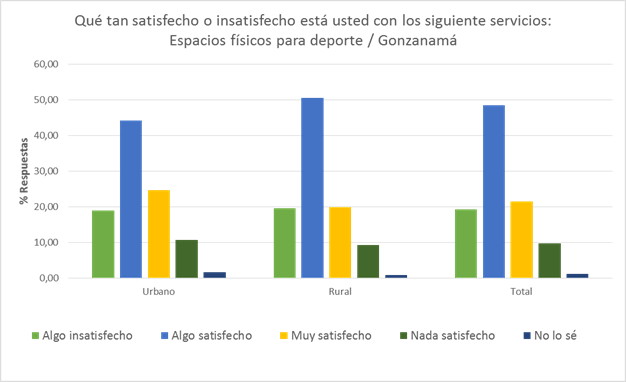 Qué tan satisfecho o insatisfecho está usted con los siguiente servicios:
Espacios físicos para deporte / Gonzanamá
60,00
50,00
40,00
30,00
20,00
10,00
0,00
% Respuestas
Urbano Rural Total
Algo insatisfecho Algo satisfecho Muy satisfecho Nada satisfecho No lo sé